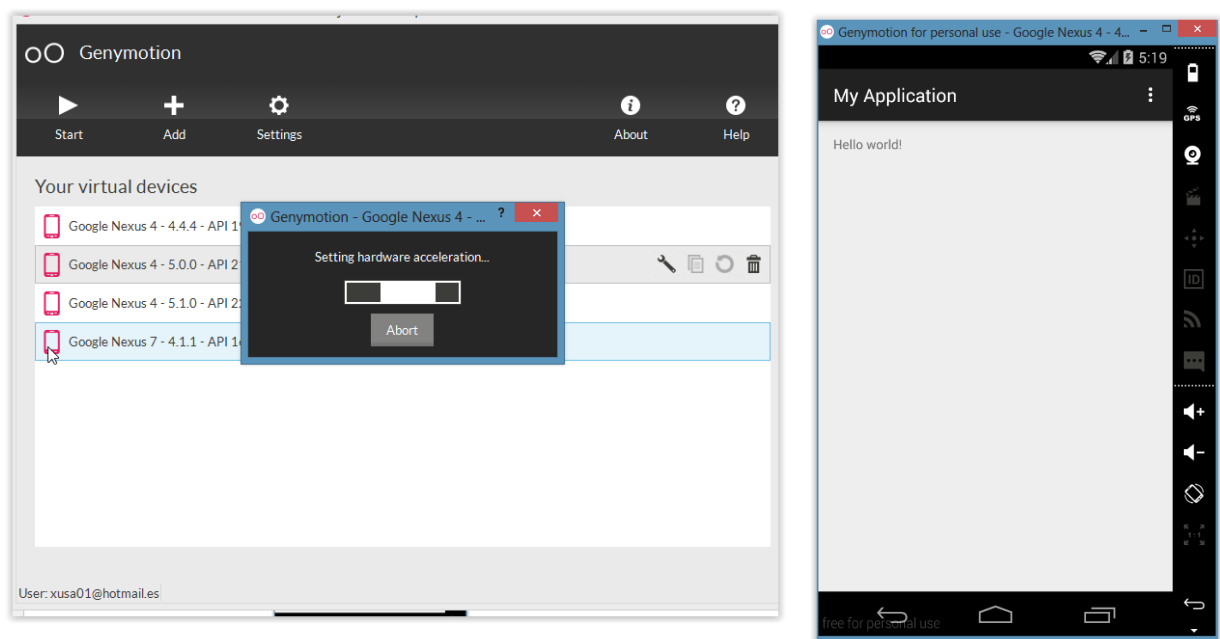 Genymotion
Start
Add
Settings
About
Help
Your virtual devices
Google Nexus 4 - 4.4.4 - API 19
Google Nexus 4 - 5.0.0 - API 2
Google Nexus 4 - 5.1.0 - API 2
Google Nexus 7 - 4.1.1 - API 1
Genymotion - Google Nexus 4 - ...
?
Setting hardware acceleration...
Abort
User: xusa01@hotmail.es
Genymotion for personal use - Google Nexus 4 - 4...
5:19
My Application
GPS
Hello world!
ID
1:1
free for personal use